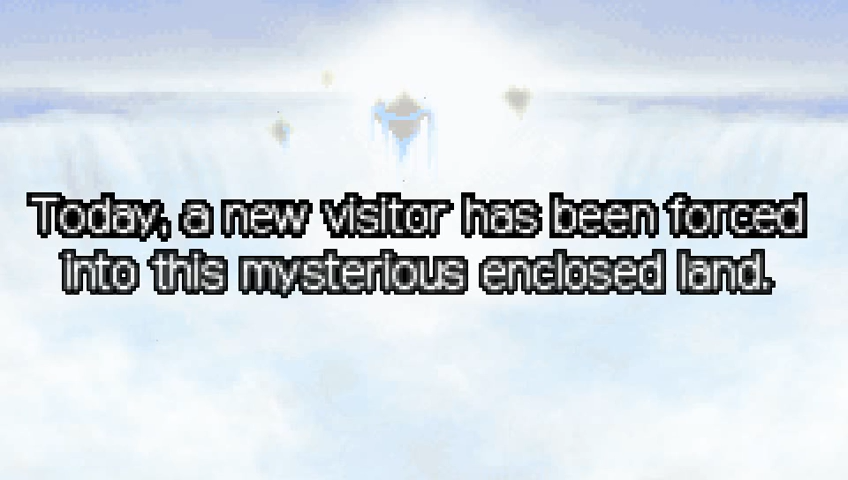 Today, a new visitor has been forced
into this mysterious enclosed land.